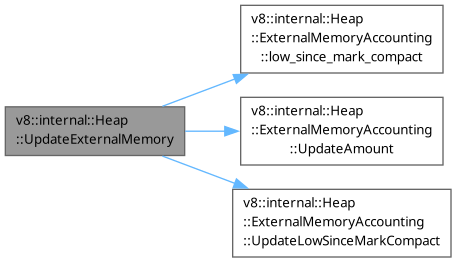 v8::internal::Heap
::UpdateExternalMemory
v8::internal::Heap
::ExternalMemoryAccounting
::low_since_mark_compact
v8::internal::Heap
::ExternalMemoryAccounting
::UpdateAmount
v8::internal::Heap
::ExternalMemoryAccounting
::UpdateLowSinceMarkCompact